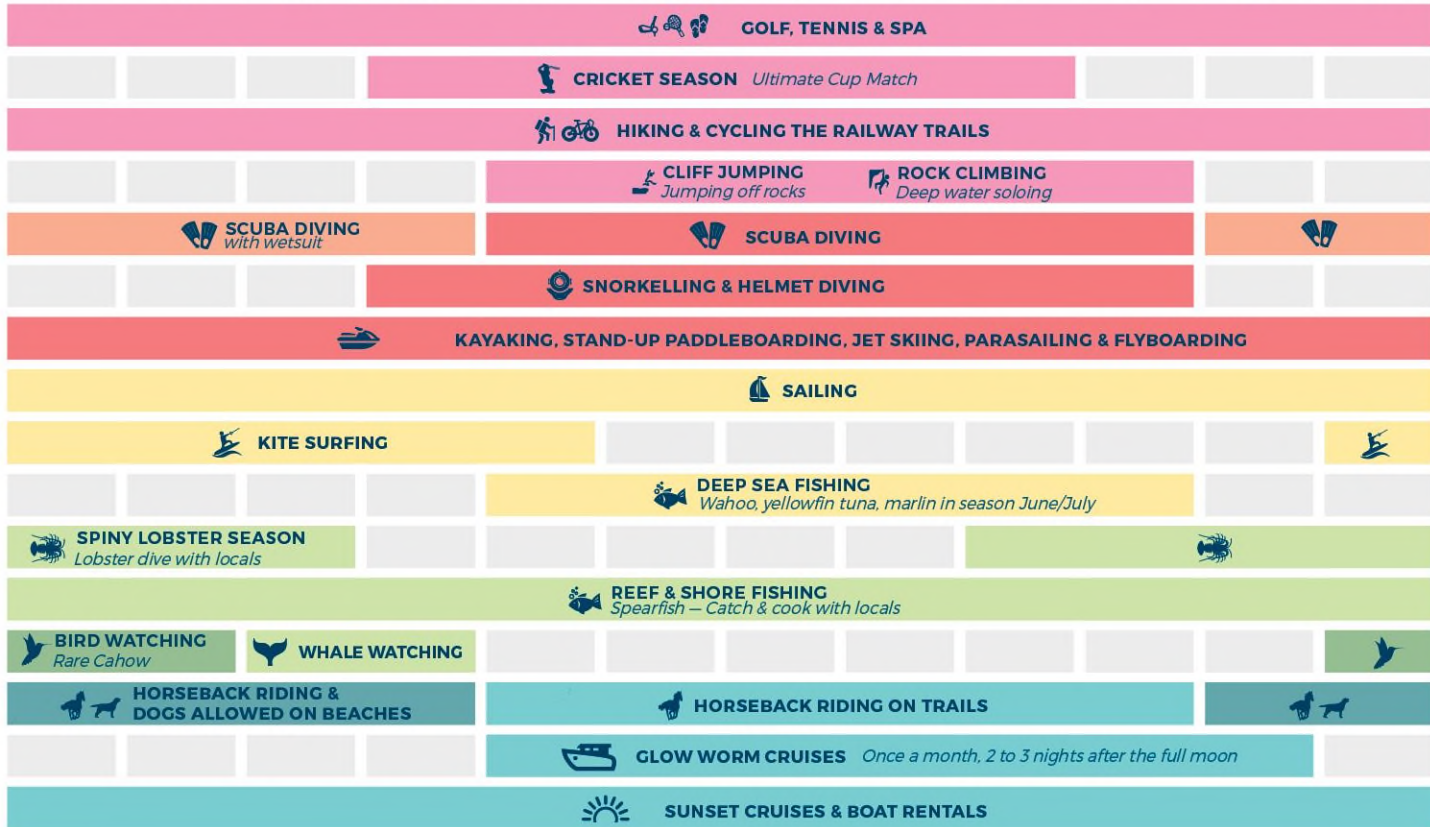 GOLF, TENNIS & SPA
CRICKET SEASON Ultimate Cup Match
HIKING & CYCLING THE RAILWAY TRAILS
CLIFF JUMPING
Jumping off rocks
ROCK CLIMBING
Deep water soloing
SCUBA DIVING
with wetsuit
SCUBA DIVING
SNORKELLING & HELMET DIVING
KAYAKING, STAND-UP PADDLEBOARDING, JET SKIING, PARASAILING & FLYBOARDING
SAILING
KITE SURFING
DEEP SEA FISHING
Wahoo, yellowfin tuna, marlin in season June/July
SPINY LOBSTER SEASON
Lobster dive with locals
REEF & SHORE FISHING
Spearfish — Catch & cook with locals
BIRD WATCHING
Rare Cahow
WHALE WATCHING
HORSEBACK RIDING &
DOGS ALLOWED ON BEACHES
HORSEBACK RIDING ON TRAILS
GLOW WORM CRUISES Once a month, 2 to 3 nights after the full moon
SUNSET CRUISES & BOAT RENTALS